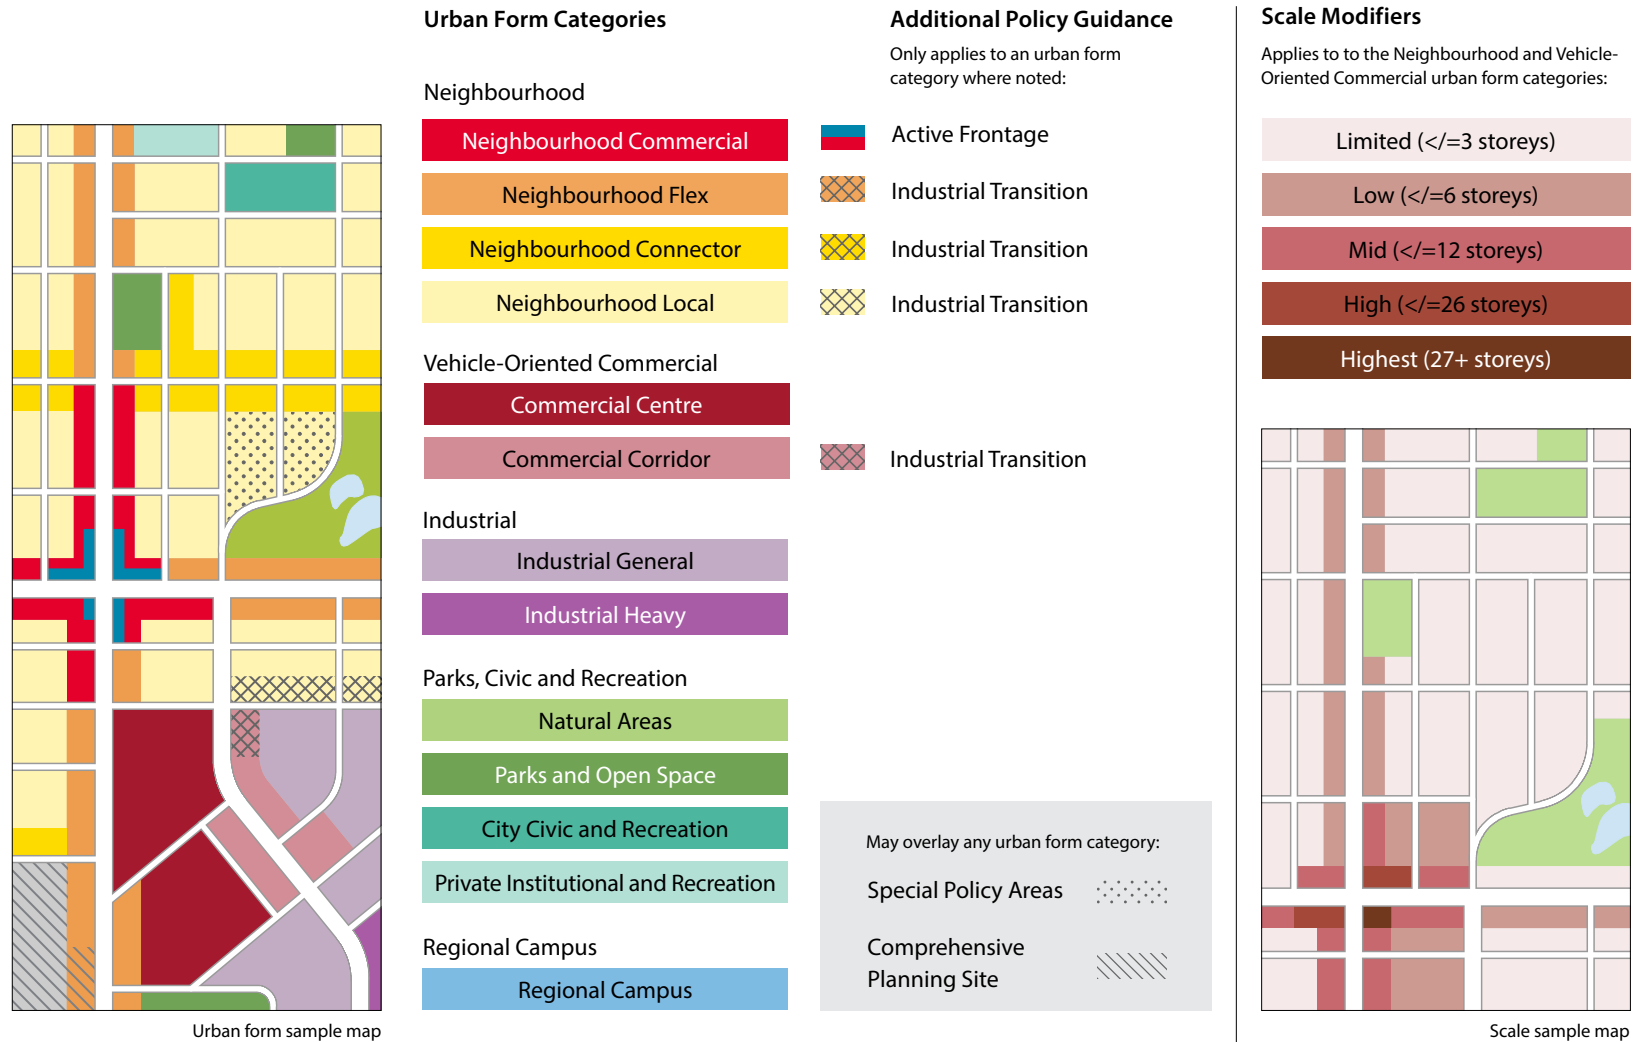 Urban Form Categories
Neighbourhood
Neighbourhood Commercial
Neighbourhood Flex
Neighbourhood Connector
Neighbourhood Local
Vehicle-Oriented Commercial
Commercial Centre
Commercial Corridor
Industrial
Industrial General
Industrial Heavy
Parks, Civic and Recreation
Natural Areas
Parks and Open Space
City Civic and Recreation
Private Institutional and Recreation
Regional Campus
Regional Campus
Urban form sample map
Additional Policy Guidance
Only applies to an urban form
category where noted:
Active Frontage
Industrial Transition
Industrial Transition
Industrial Transition
Industrial Transition
May overlay any urban form category:
Special Policy Areas
Comprehensive
Planning Site
Scale Modifiers
Applies to to the Neighbourhood and Vehicle-
Oriented Commercial urban form categories:
Limited (</=3 storeys)
Low (</=6 storeys)
Mid (</=12 storeys)
High (</=26 storeys)
Highest (27+ storeys)
Scale sample map